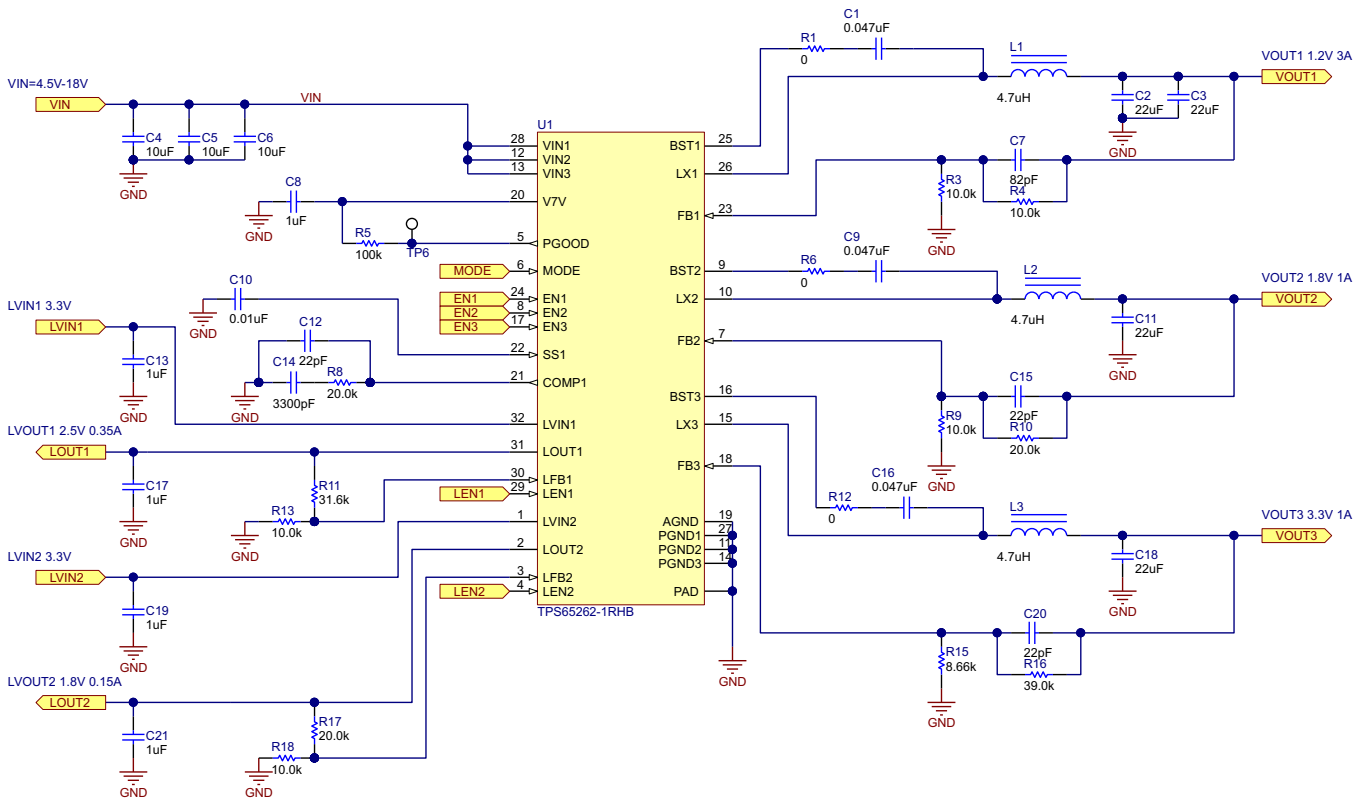 VIN=4.5V-18V
VIN
VIN
C4
10uF
C5
10uF
C6
10uF
GND
C8
1uF
GND
R5
100k
TP6
MODE
EN1
EN2
EN3
C10
0.01uF
GND
C12
22pF
C14
3300pF
R8
20.0k
GND
LVIN1 3.3V
LVIN1
C13
1uF
GND
LVOUT1 2.5V 0.35A
LOUT1
C17
1uF
GND
R11
31.6k
R13
10.0k
GND
LEN1
LVIN2 3.3V
LVIN2
C19
1uF
GND
LEN2
LVOUT2 1.8V 0.15A
LOUT2
C21
1uF
GND
R17
20.0k
R18
10.0k
GND
U1
28 VIN1
12 VIN2
13 VIN3
20 V7V
5 PGOOD
6 MODE
24 EN1
8 EN2
17 EN3
22 SS1
21 COMP1
32 LVIN1
31 LOUT1
30 LFB1
29 LEN1
1 LVIN2
2 LOUT2
3 LFB2
4 LEN2
BST1 25
LX1 26
FB1 23
BST2 9
LX2 10
FB2 7
BST3 16
LX3 15
FB3 18
AGND 19
PGND1 27
PGND2 11
PGND3 14
PAD
TPS65262-1RHB
GND
R1
0
C1
0.047uF
L1
4.7uH
VOUT1 1.2V 3A
VOUT1
C2
22uF
C3
22uF
GND
C7
82pF
R4
10.0k
R3
10.0k
GND
R6
0
C9
0.047uF
L2
4.7uH
VOUT2 1.8V 1A
VOUT2
C11
22uF
GND
C15
22pF
R10
20.0k
R9
10.0k
GND
R12
0
C16
0.047uF
L3
4.7uH
VOUT3 3.3V 1A
VOUT3
C18
22uF
GND
C20
22pF
R16
39.0k
R15
8.66k
GND